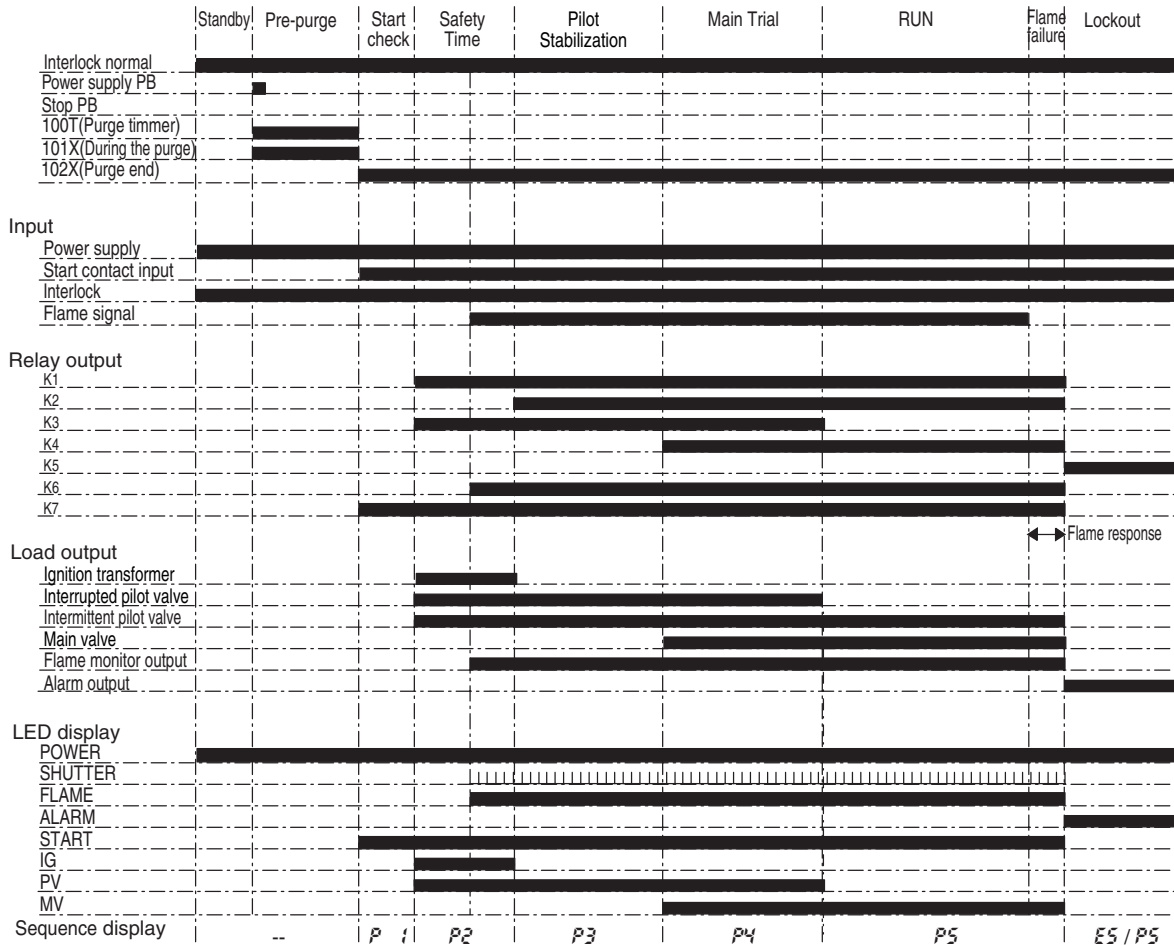 Standby Pre-purge Start check Safety Time Pilot Stabilization Main Trial RUN Flame failure Lockout
Interlock normal
Power supply PB
Stop PB
100T(Purge timmer)
101X(During the purge)
102X(Purge end)
Input
Power supply
Start contact input
Interlock
Flame signal
Relay output
K1
K2
K3
K4
K5
K6
K7
Flame response
Load output
Ignition transformer
Interrupted pilot valve
Intermittent pilot valve
Main valve
Flame monitor output
Alarm output
LED display
POWER
SHUTTER
FLAME
ALARM
START
IG
PV
MV
Sequence display -- P 1 P2 P3 P4 P5 E5 / P5